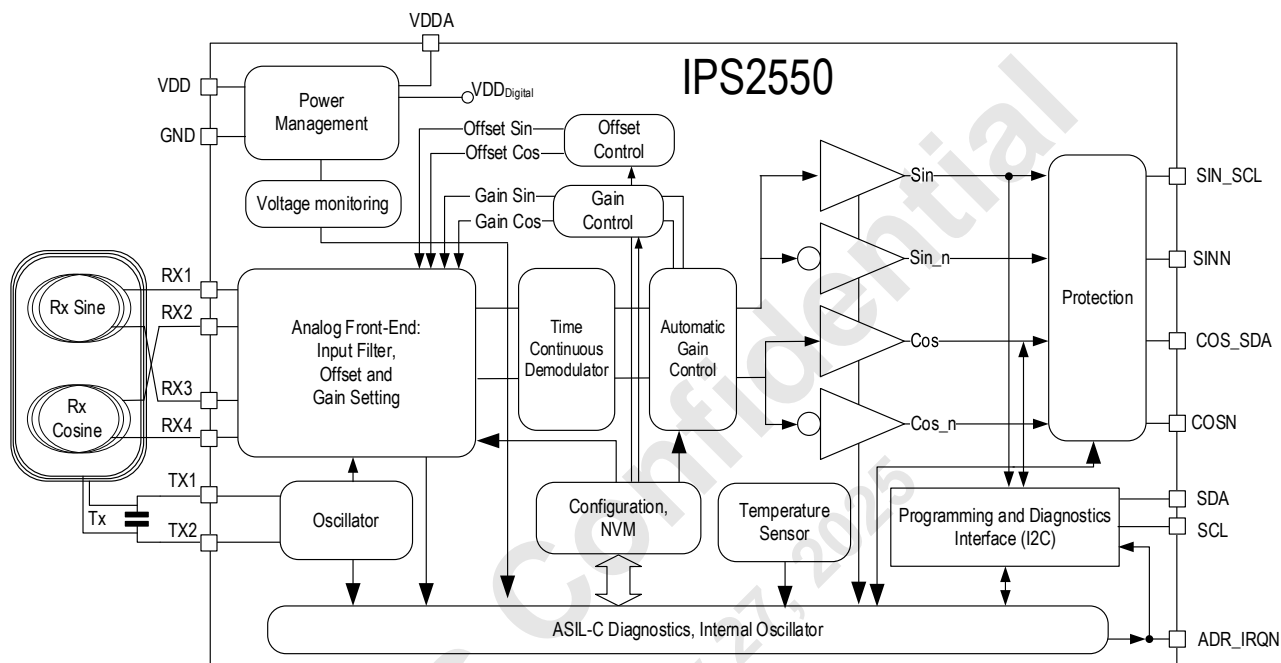 VDDA
IPS2550
VDD
Power
Management
VDDDigital
GND
Offset Sin
Offset Cos
Offset
Control
Voltage monitoring
Gain Sin
Gain Cos
Gain
Control
Sin
SIN_SCL
Sin_n
SINN
Protection
RX1
Rx Sine
RX2
Analog Front-End:
Input Filter,
Offset and
Gain Setting
Time
Continuous
Demodulator
Automatic
Gain
Control
Cos
COS_SDA
RX3
Rx
Cosine
RX4
Cos_n
COSN
TX1
Tx
TX2
Oscillator
Configuration,
NVM
Temperature
Sensor
Programming and Diagnostics
Interface (I2C)
SDA
SCL
ASIL-C Diagnostics, Internal Oscillator
ADR_IRQN
Confidential
27, 2025